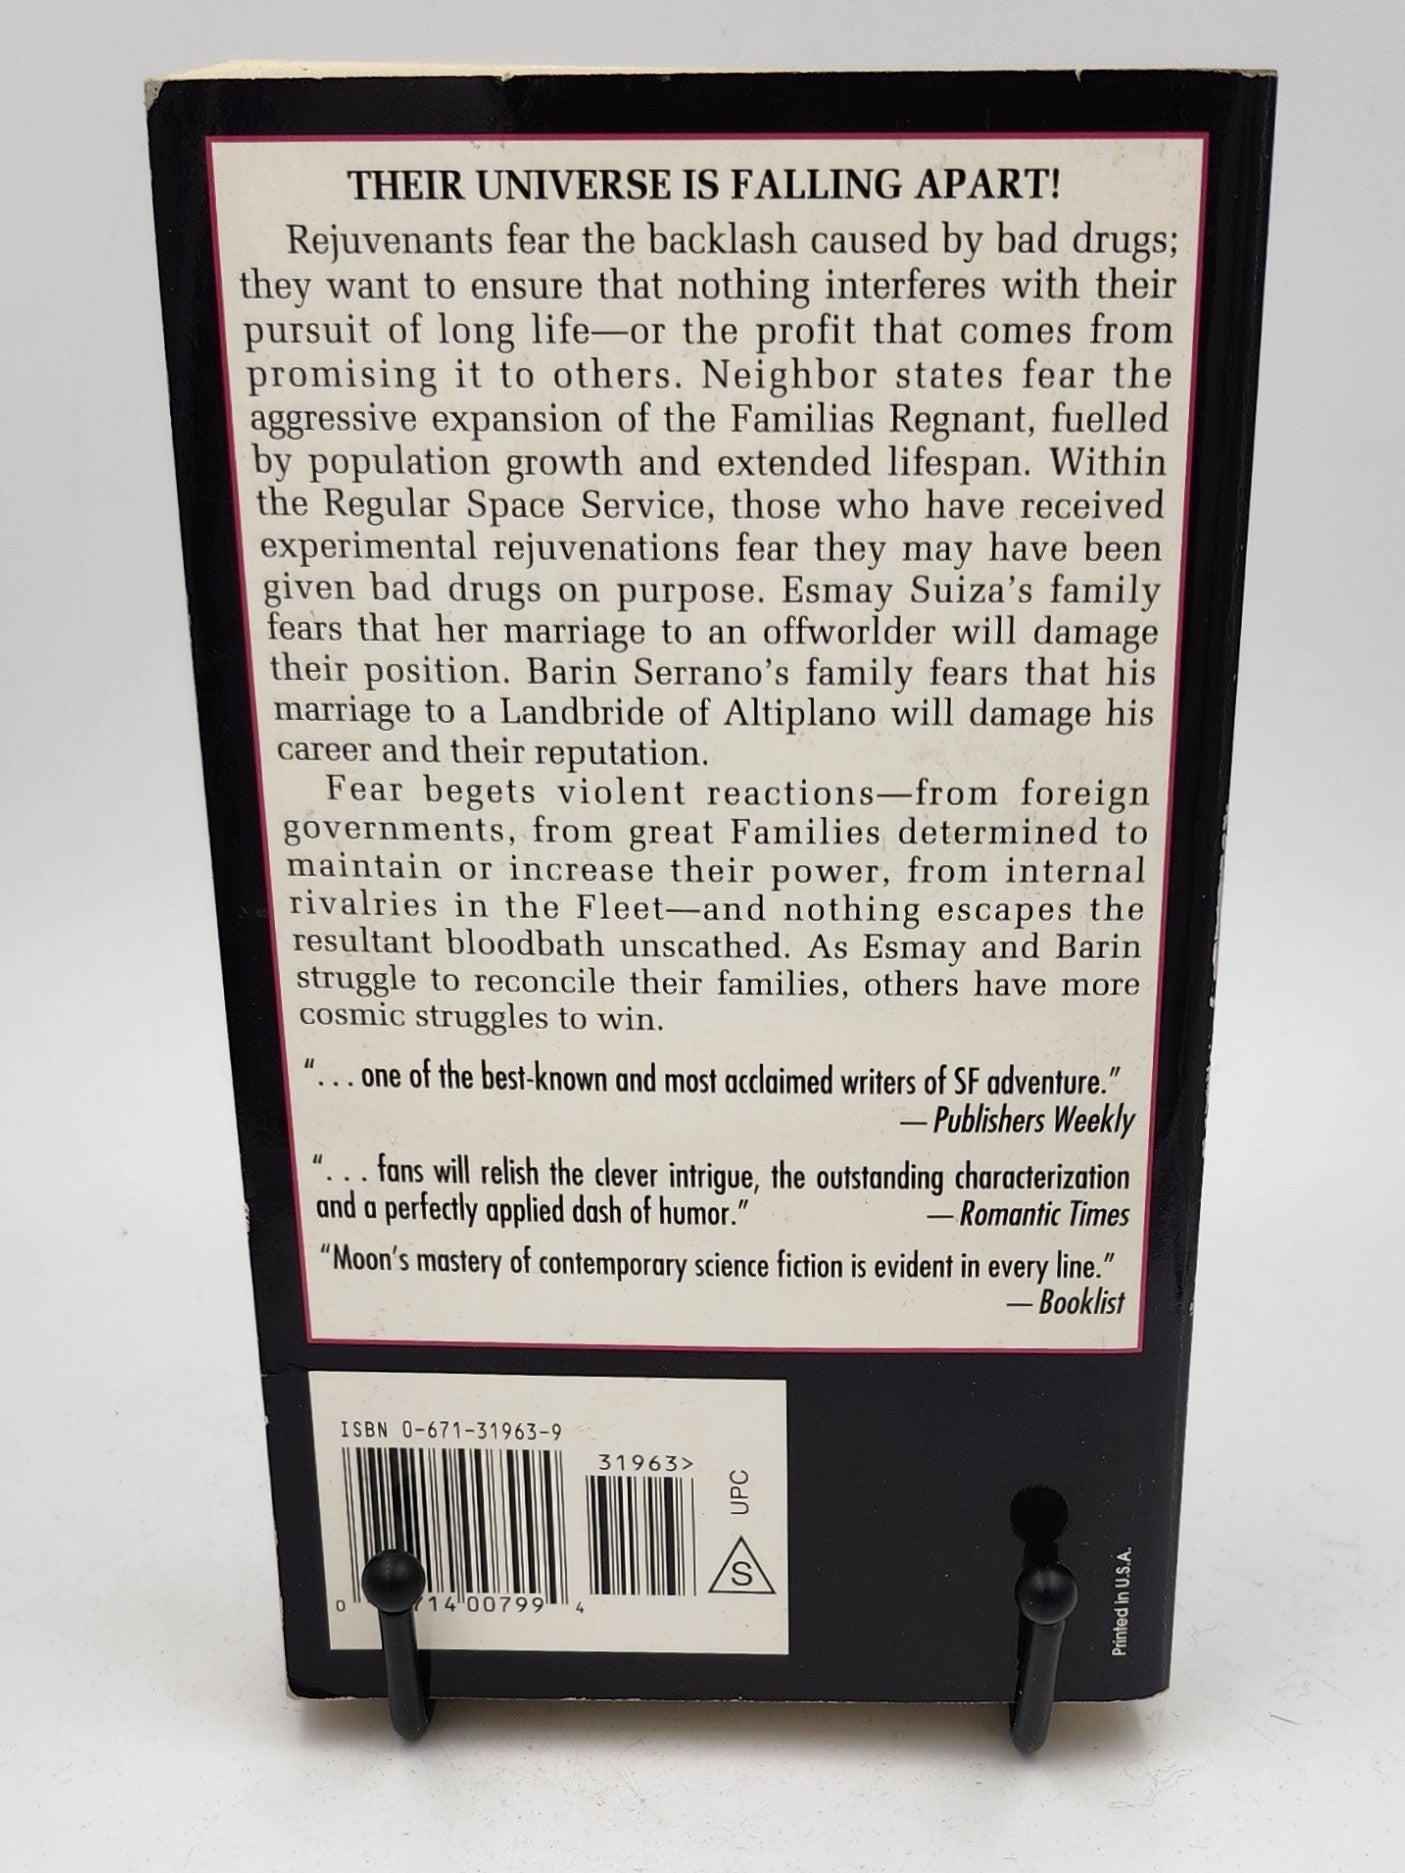 THEIR UNIVERSE IS FALLING APART!
Rejuvenants fear the backlash caused by bad drugs;
they want to ensure that nothing interferes with their
pursuit of long life—or the profit that comes from
promising it to others. Neighbor states fear the
aggressive expansion of the Familias Regnant, fuelled
by population growth and extended lifespan. Within
the Regular Space Service, those who have received
experimental rejuvenations fear they may have been
given bad drugs on purpose. Esmay Suiza's family
fears that her marriage to an offworlder will damage
their position. Barin Serrano's family fears that his
marriage to a Landbride of Altiplano will damage his
career and their reputation.
Fear begets violent reactions—from foreign
governments, from great Families determined to
maintain or increase their power, from internal
rivalries in the Fleet—and nothing escapes the
resultant bloodbath unscathed. As Esmay and Barin
struggle to reconcile their families, others have more
cosmic struggles to win.
“. . . one of the best-known and most acclaimed writers of SF adventure.”
— Publishers Weekly
“. . . fans will relish the clever intrigue, the outstanding characterization
and a perfectly applied dash of humor.” — Romantic Times
“Moon's mastery of contemporary science fiction is evident in every line.”
— Booklist
ISBN 0-671-31963-9
31963>
UPC
S
0 14 00799 4
Printed in U.S.A.